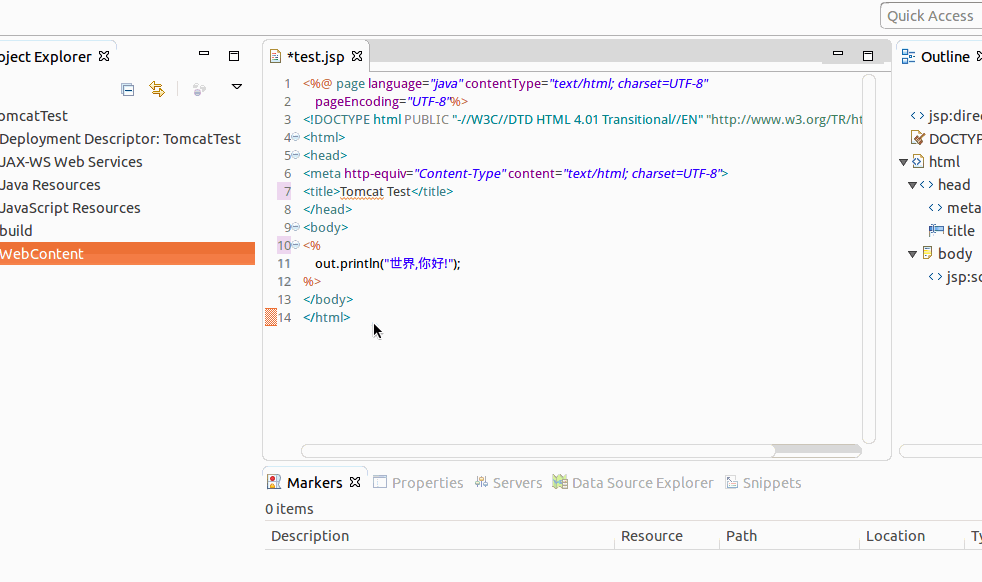 Quick Access
oject Explorer
omcatTest
Deployment Descriptor: TomcatTest
JAX-WS Web Services
Java Resources
JavaScript Resources
build
WebContent
*test.jsp
1 <%@ page language="java" contentType="text/html; charset=UTF-8"
2 pageEncoding="UTF-8"%>
3 <!DOCTYPE html PUBLIC "-//W3C//DTD HTML 4.01 Transitional//EN" "http://www.w3.org/TR/ht
4 <html>
5 <head>
6 <meta http-equiv="Content-Type" content="text/html; charset=UTF-8">
7 <title>Tomcat Test</title>
8 </head>
9 <body>
10 <%
11 out.println("世界,你好!");
12 %>
13 </body>
14 </html>
Outline
jsp:dire
DOCTYP
html
head
meta
title
body
jsp:sc
Markers Properties Servers Data Source Explorer Snippets
0 items
Description Resource Path Location Ty